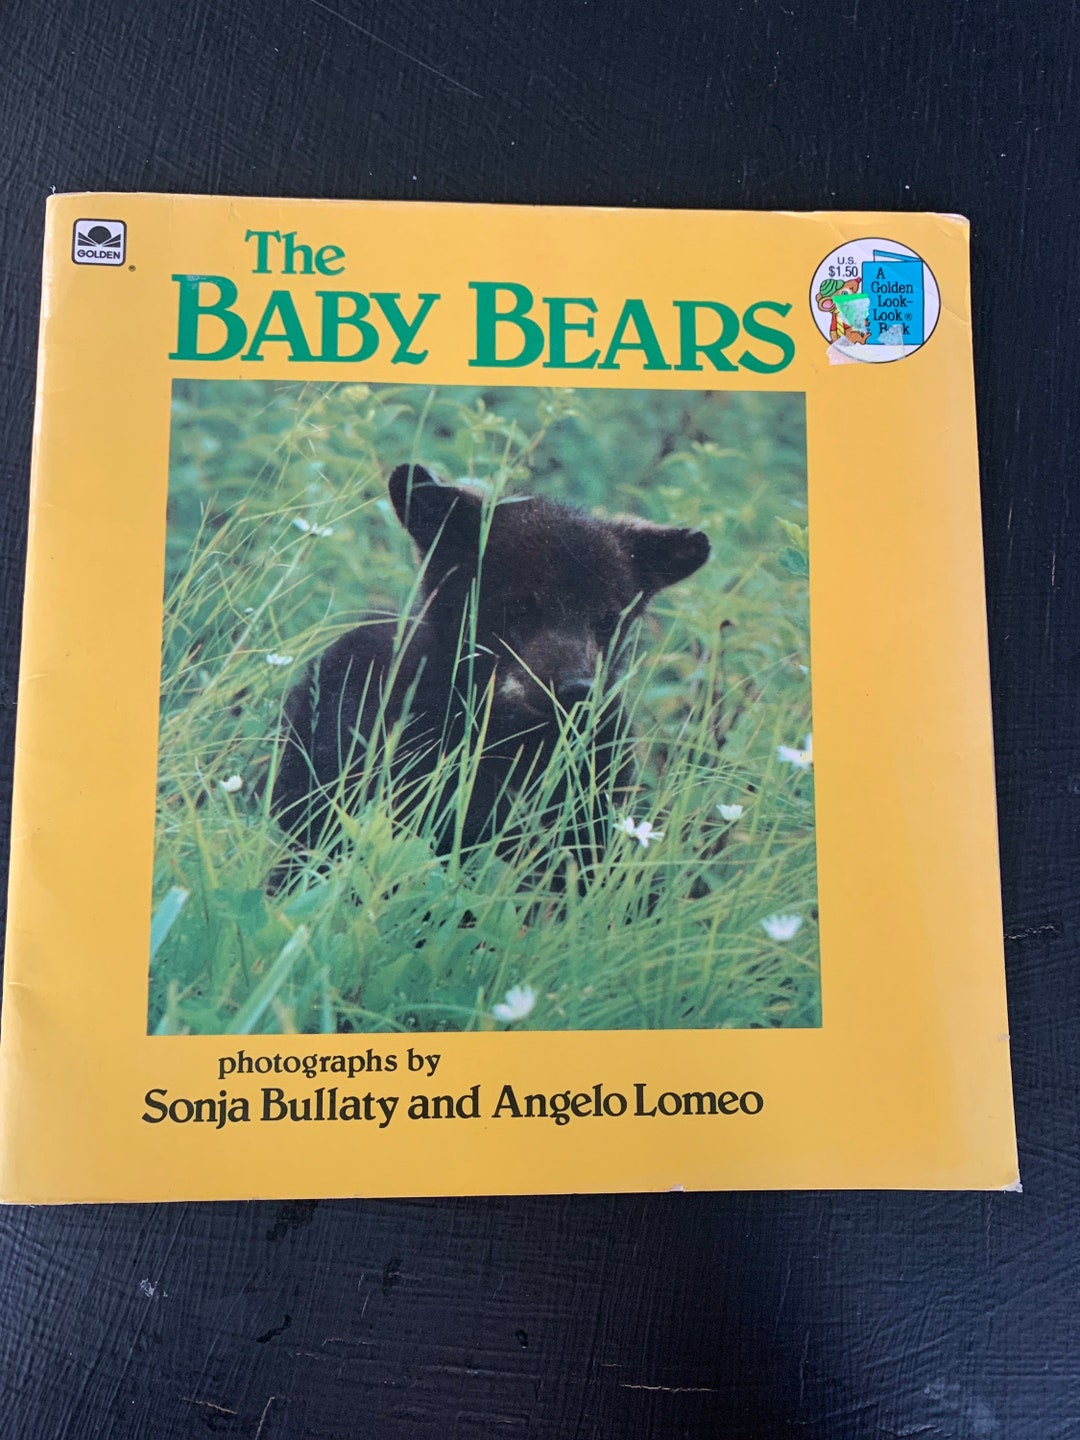 The
BABY BEARS
GOLDEN
®
U.S.
$1.50
A
Golden
Look-
Look®
Book
photographs by
Sonja Bullaty and Angelo Lomeo